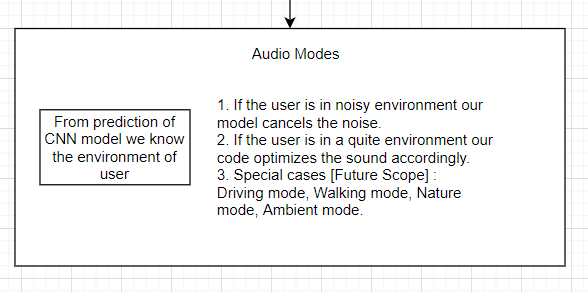 Audio Modes
From prediction of
CNN model we know
the environment of
user
1. If the user is in noisy environment our
model cancels the noise.
2. If the user is in a quite environment our
code optimizes the sound accordingly.
3. Special cases [Future Scope] :
Driving mode, Walking mode, Nature
mode, Ambient mode.